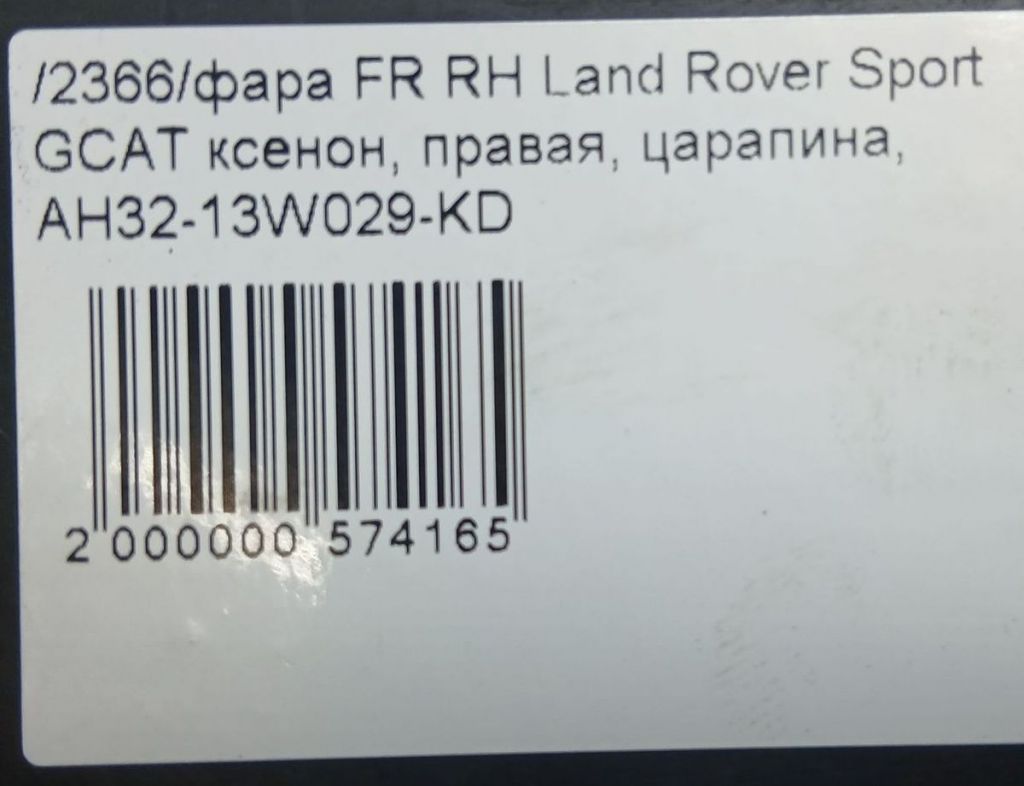 /2366/фара FR RH Land Rover Sport
GCAT ксенон, правая, царапина,
AH32-13W029-KD
2 000000 574165